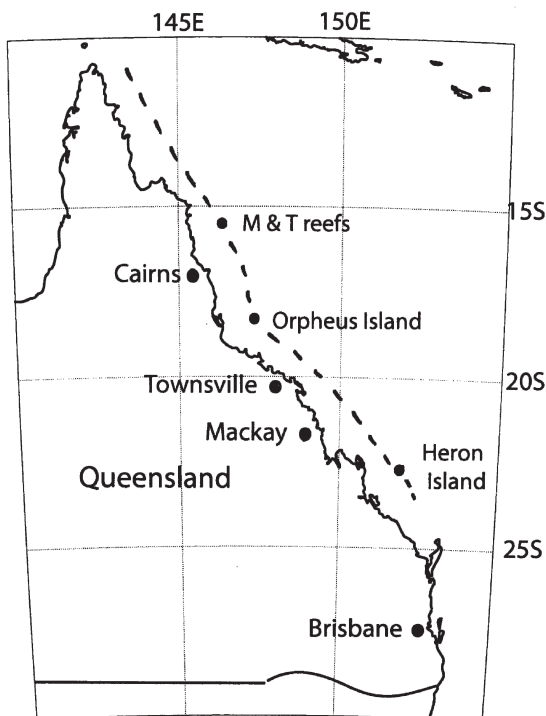 145E 150E
15S
M & T reefs
Cairns
Orpheus Island
20S
Townsville
Mackay
Heron
Island
Queensland
25S
Brisbane